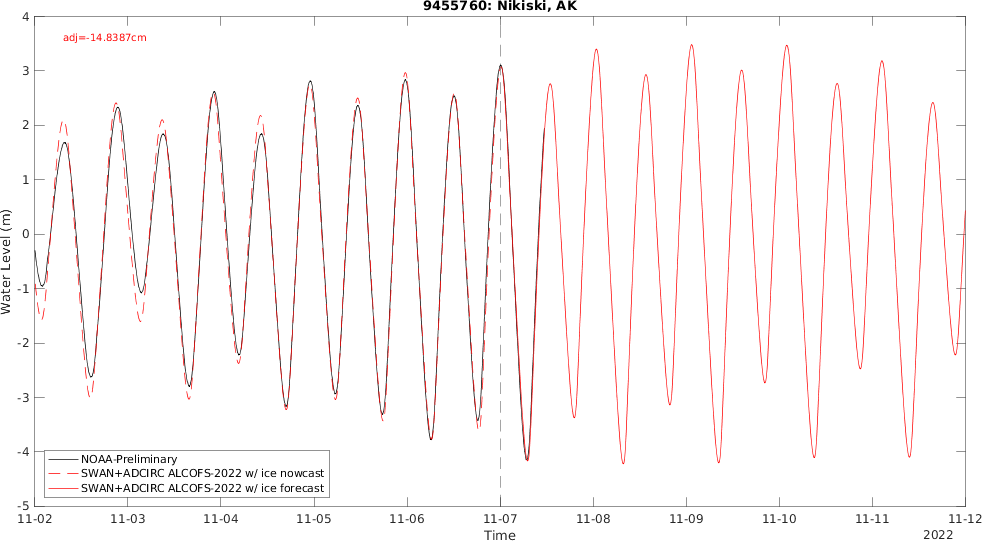 9455760: Nikiski, AK
adj=-14.8387cm
Water Level (m)
4
3
2
1
0
-1
-2
-3
-4
-5
NOAA-Preliminary
SWAN+ADCIRC ALCOFS-2022 w/ ice nowcast
SWAN+ADCIRC ALCOFS-2022 w/ ice forecast
11-02 11-03 11-04 11-05 11-06 11-07 11-08 11-09 11-10 11-11 11-12
Time
2022